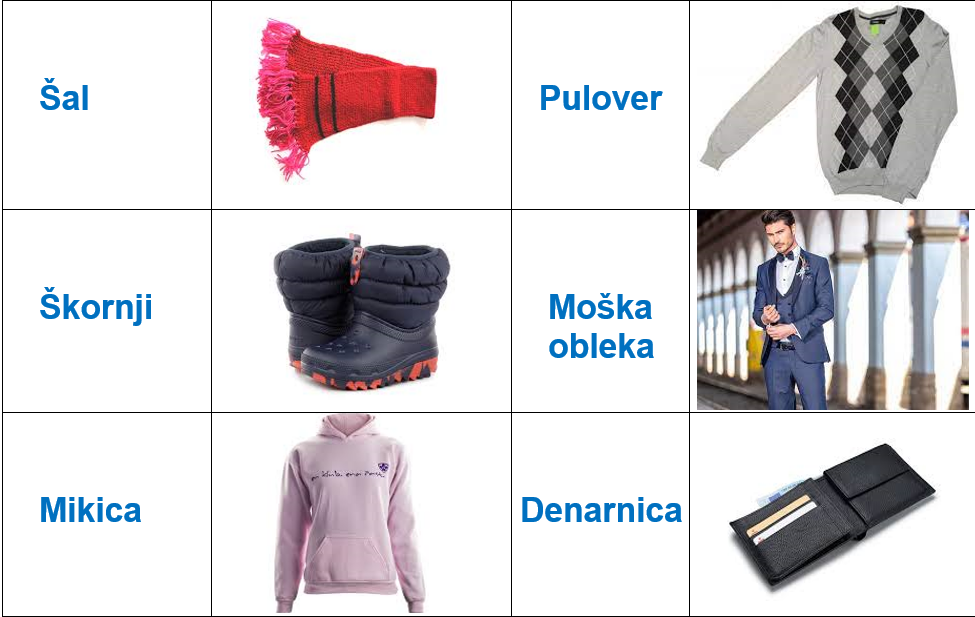 Šal
Pulover
Škornji
Moška
obleka
Mikica
Denarnica